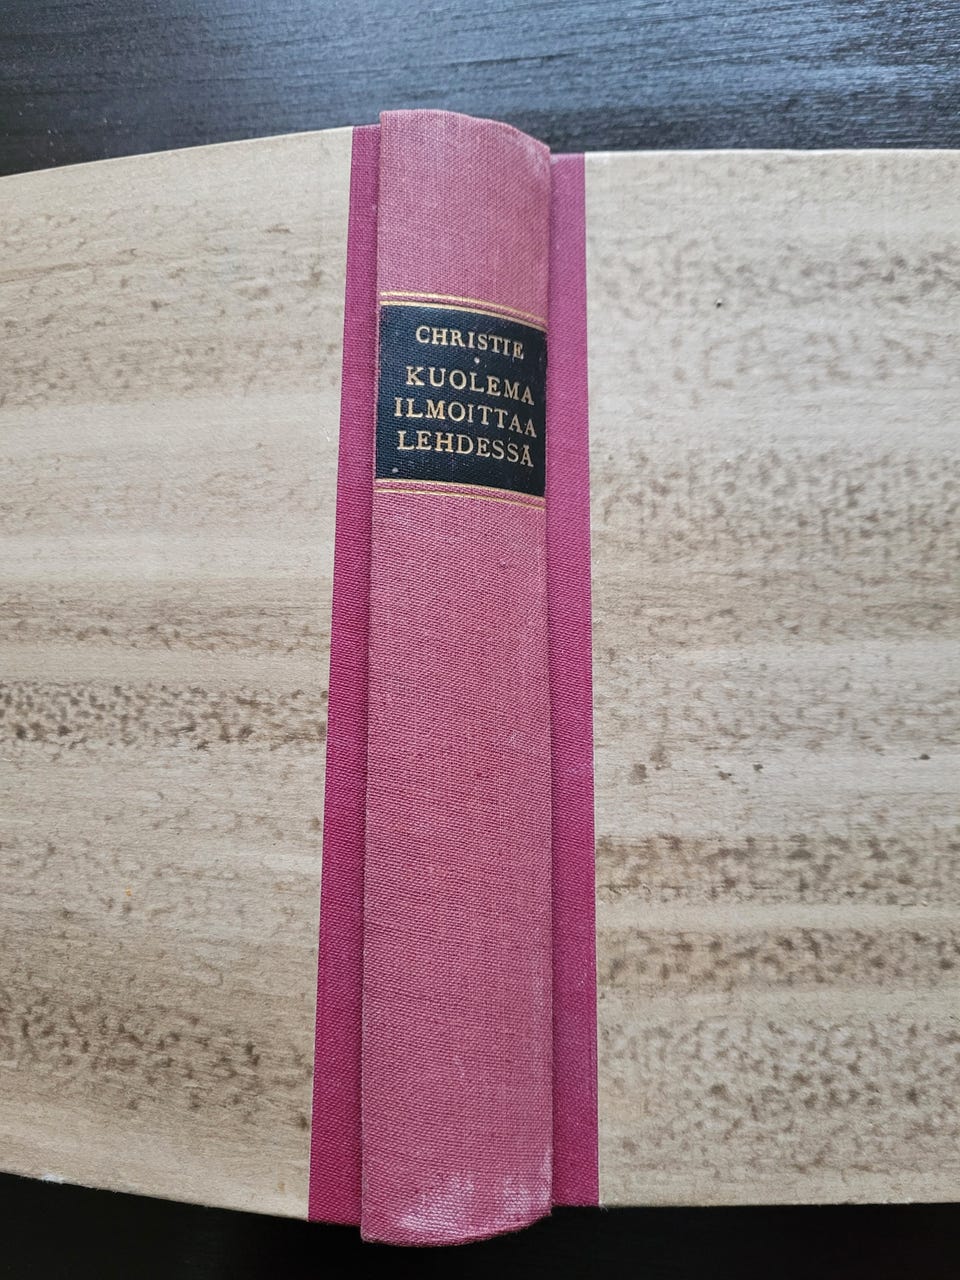 CHRISTIE
KUOLEMA
ILMOITTAA
LEHDESSÄ